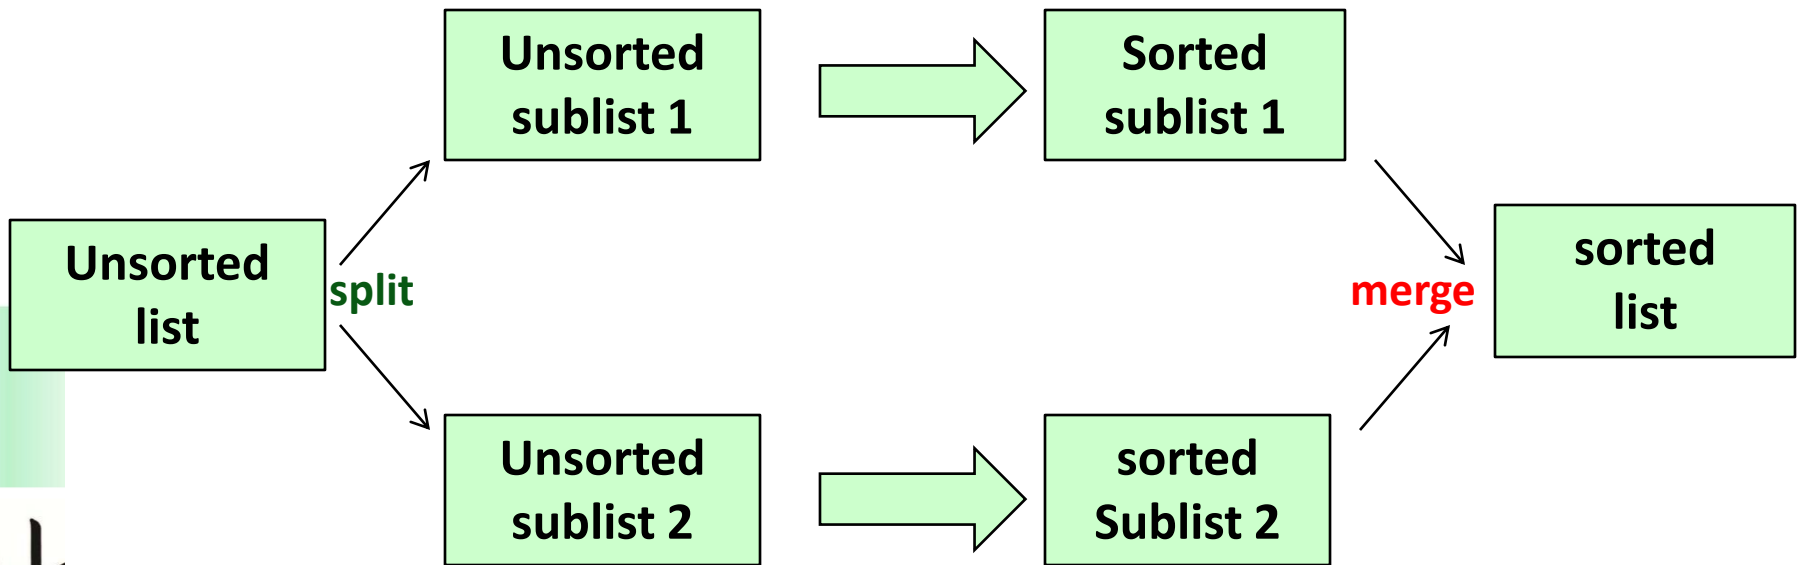 Unsorted
sublist 1
Sorted
sublist 1
Unsorted
list
split
merge
sorted
list
Unsorted
sublist 2
sorted
Sublist 2